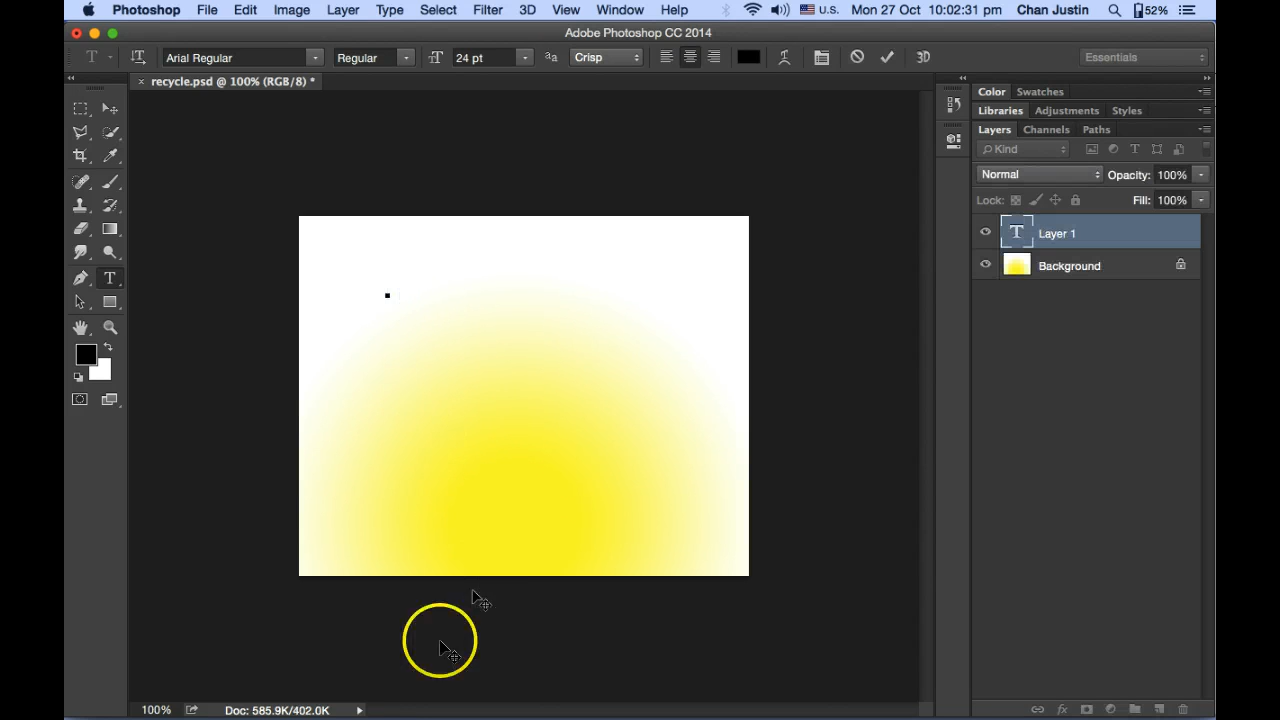 Photoshop File Edit Image Layer Type Select Filter 3D View Window Help U.S. Mon 27 Oct 10:02:31 pm Chan Justin 52%
Adobe Photoshop CC 2014
T Arial Regular Regular 24 pt aa Crisp 3D Essentials
× recycle.psd @ 100% (RGB/8) *
Color Swatches
Libraries Adjustments Styles
Layers Channels Paths
Kind
Normal Opacity: 100%
Lock: Fill: 100%
T Layer 1
Background
100% Doc: 585.9K/402.0K fx